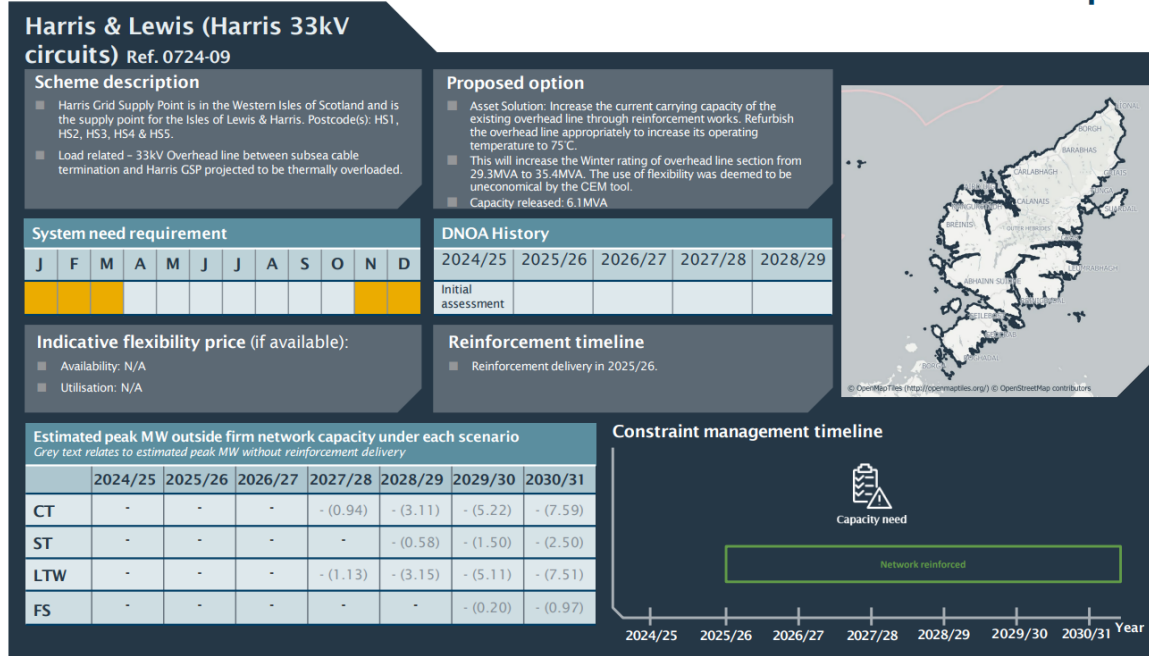 Harris & Lewis (Harris 33kV
circuits) Ref. 0724-09
Scheme description
Harris Grid Supply Point is in the Western Isles of Scotland and is
the supply point for the Isles of Lewis & Harris. Postcode(s): HS1,
HS2, HS3, HS4 & HS5.
Load related – 33kV Overhead line between subsea cable
termination and Harris GSP projected to be thermally overloaded.
Proposed option
Asset Solution: Increase the current carrying capacity of the
existing overhead line through reinforcement works. Refurbish
the overhead line appropriately to increase its operating
temperature to 75℃.
This will increase the Winter rating of overhead line section from
29.3MVA to 35.4MVA. The use of flexibility was deemed to be
uneconomical by the CEM tool.
Capacity released: 6.1MVA
BORGH
BARABHAS
CÀRLABHAGH
CALANAIS
BREINIS
OUTER HEBRIDES
ABHAINN SUIDHE
© OpenMapTiles (http://openmaptiles.org/) © OpenStreetMap contributors
System need requirement
J F M A M J J A S O N D
DNOA History
2024/25 2025/26 2026/27 2027/28 2028/29
Initial
assessment
Indicative flexibility price (if available):
Availability: N/A
Utilisation: N/A
Reinforcement timeline
Reinforcement delivery in 2025/26.
Estimated peak MW outside firm network capacity under each scenario
Grey text relates to estimated peak MW without reinforcement delivery
2024/25 2025/26 2026/27 2027/28 2028/29 2029/30 2030/31
CT - - - - (0.94) - (3.11) - (5.22) - (7.59)
ST - - - - - (0.58) - (1.50) - (2.50)
LTW - - - - (1.13) - (3.15) - (5.11) - (7.51)
FS - - - - - - (0.20) - (0.97)
Constraint management timeline
Capacity need
Network reinforced
2024/25 2025/26 2026/27 2027/28 2028/29 2029/30 2030/31 Year